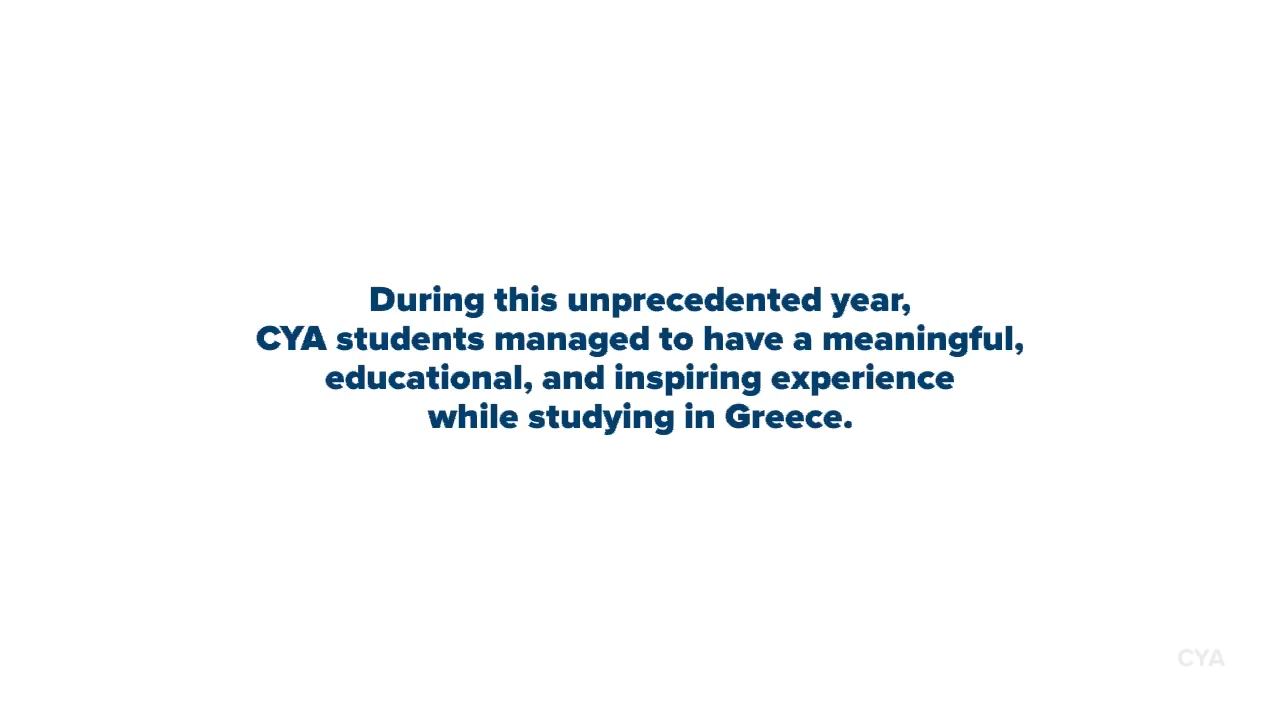 During this unprecedented year,
CYA students managed to have a meaningful,
educational, and inspiring experience
while studying in Greece.
CYA